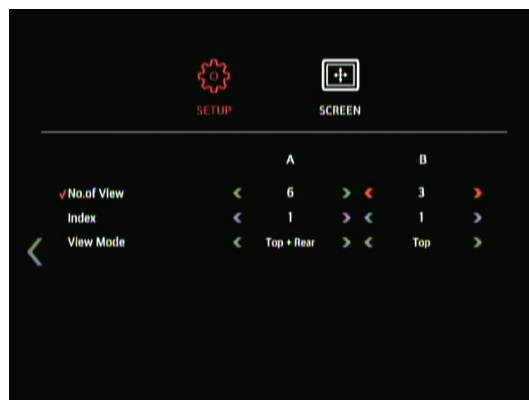 SETUP SCREEN
A B
√No.of View 6 3
Index 1 1
View Mode Top + Rear Top